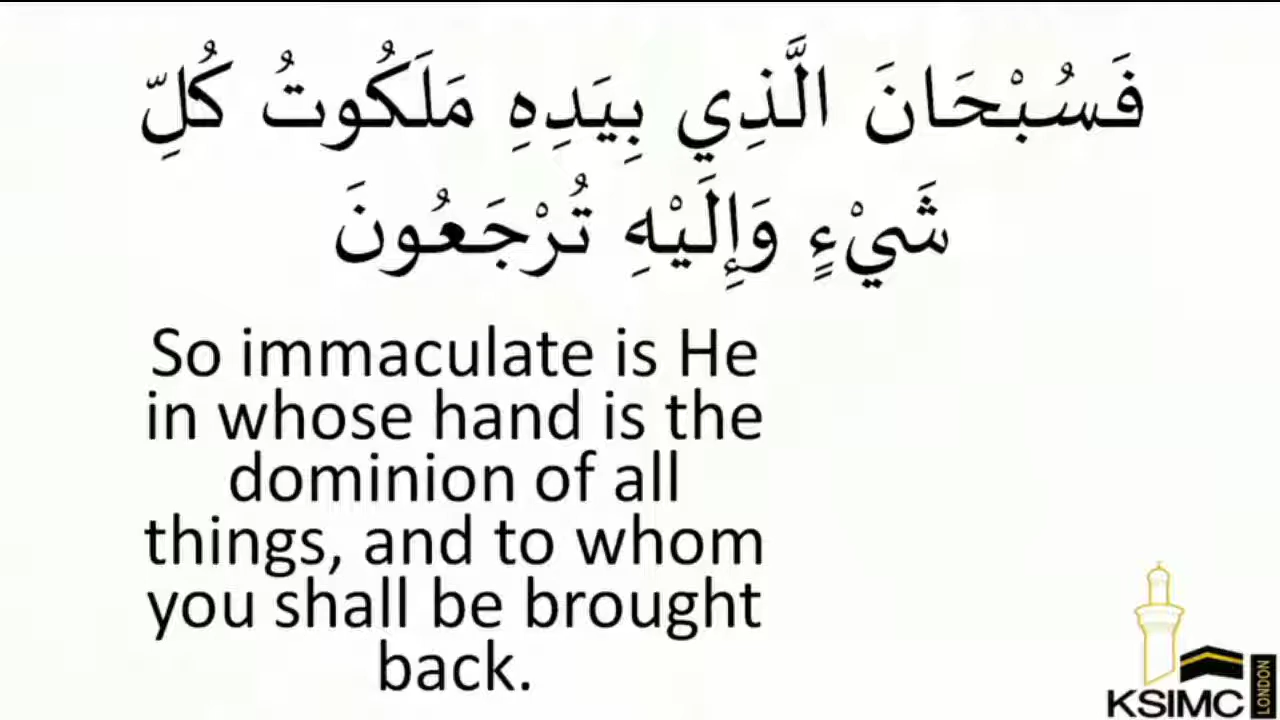 فَسُبْحَانَ الَّذِي بِيَدِهِ مَلَكُوتُ كُلِّ
شَيْءٍ وَإِلَيْهِ تُرْجَعُونَ
So immaculate is He
in whose hand is the
dominion of all
things, and to whom
you shall be brought
back.
KSIMC
LONDON